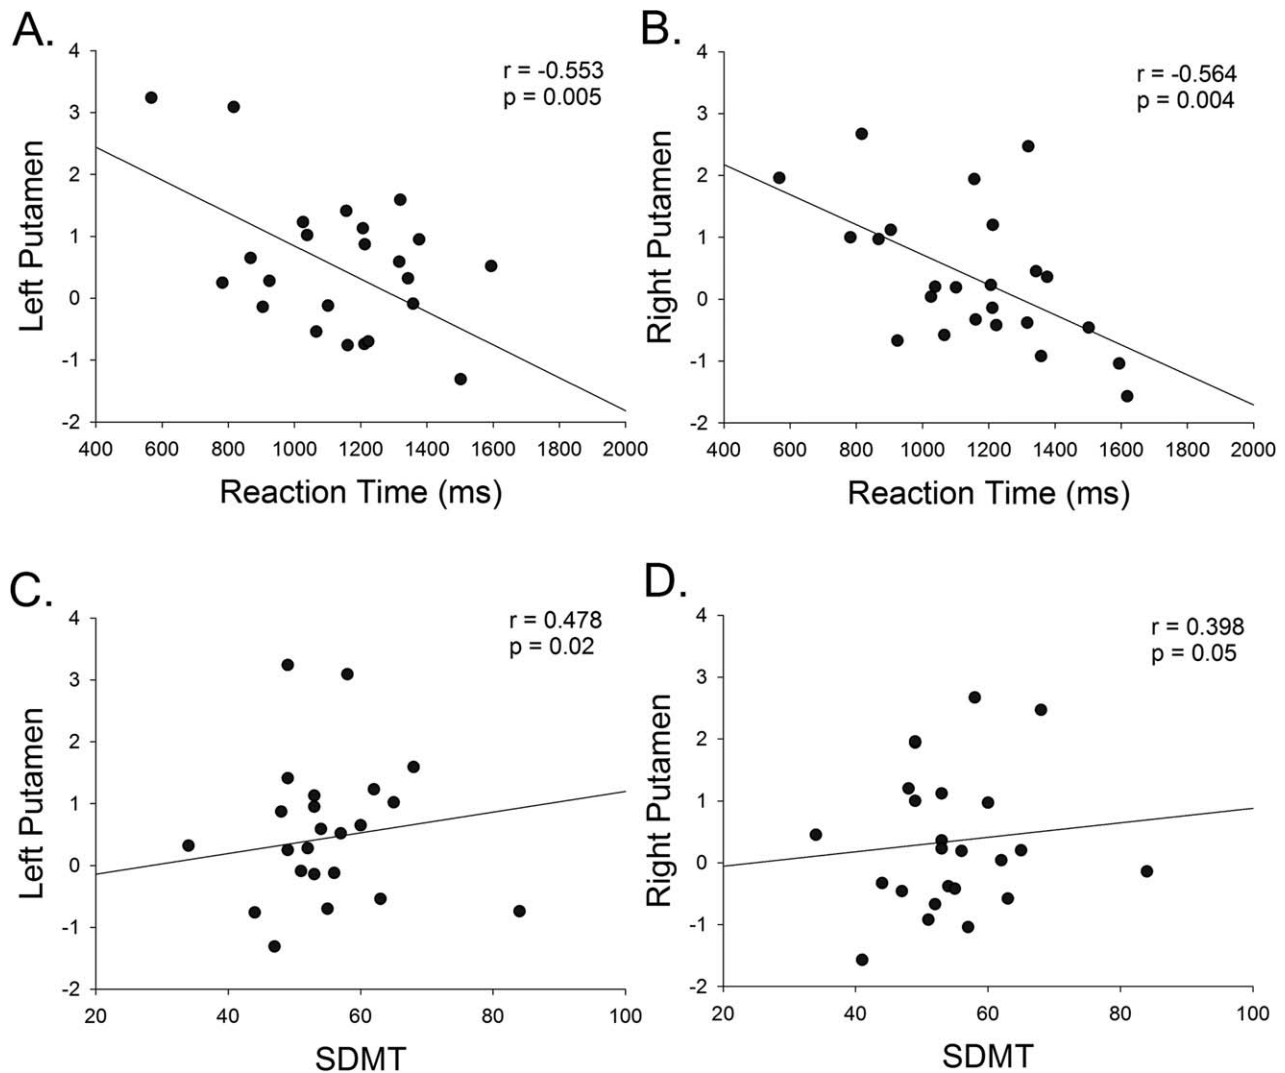 A.
r = -0.553
p = 0.005
4
3
2
1
0
-1
-2
Left Putamen
400 600 800 1000 1200 1400 1600 1800 2000
Reaction Time (ms)
B.
r = -0.564
p = 0.004
4
3
2
1
0
-1
-2
Right Putamen
400 600 800 1000 1200 1400 1600 1800 2000
Reaction Time (ms)
C.
r = 0.478
p = 0.02
4
3
2
1
0
-1
-2
Left Putamen
20 40 60 80 100
SDMT
D.
r = 0.398
p = 0.05
4
3
2
1
0
-1
-2
Right Putamen
20 40 60 80 100
SDMT